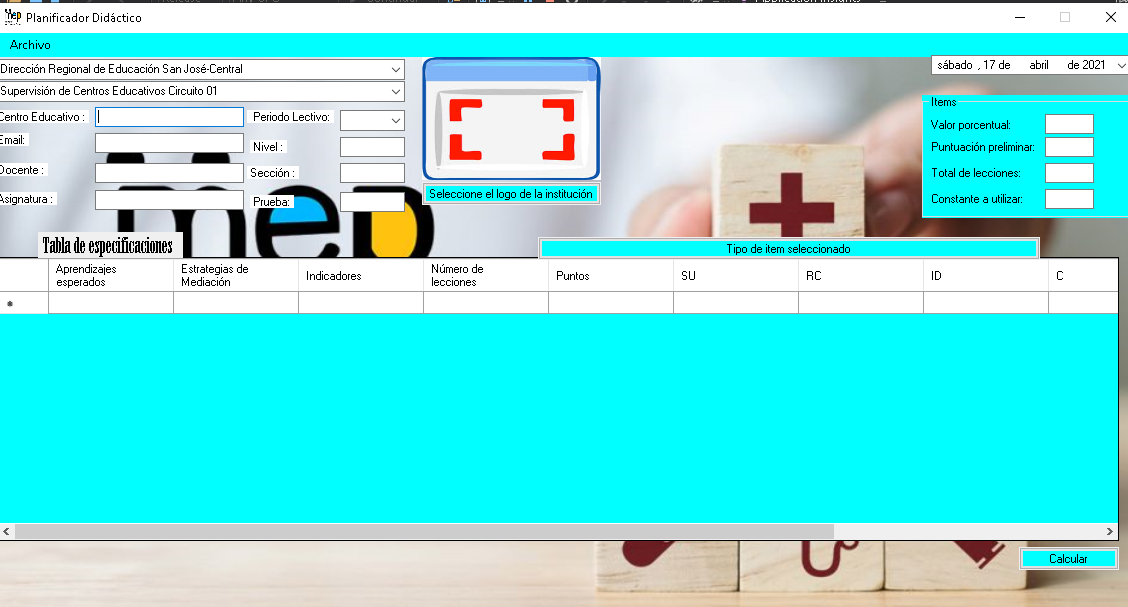 Planificador Didáctico
Archivo
Dirección Regional de Educación San José-Central
sábado , 17 de abril de 2021
Supervisión de Centros Educativos Circuito 01
Items
Centro Educativo :
Periodo Lectivo:
Valor porcentual:
Email:
Nivel :
Puntuación preliminar:
Docente :
Sección :
Total de lecciones:
Asignatura :
Prueba:
Seleccione el logo de la institución
Constante a utilizar:
mep
Tabla de especificaciones
Tipo de item seleccionado
Aprendizajes esperados
Estrategias de Mediación
Indicadores
Número de lecciones
Puntos
SU
RC
ID
C
Calcular